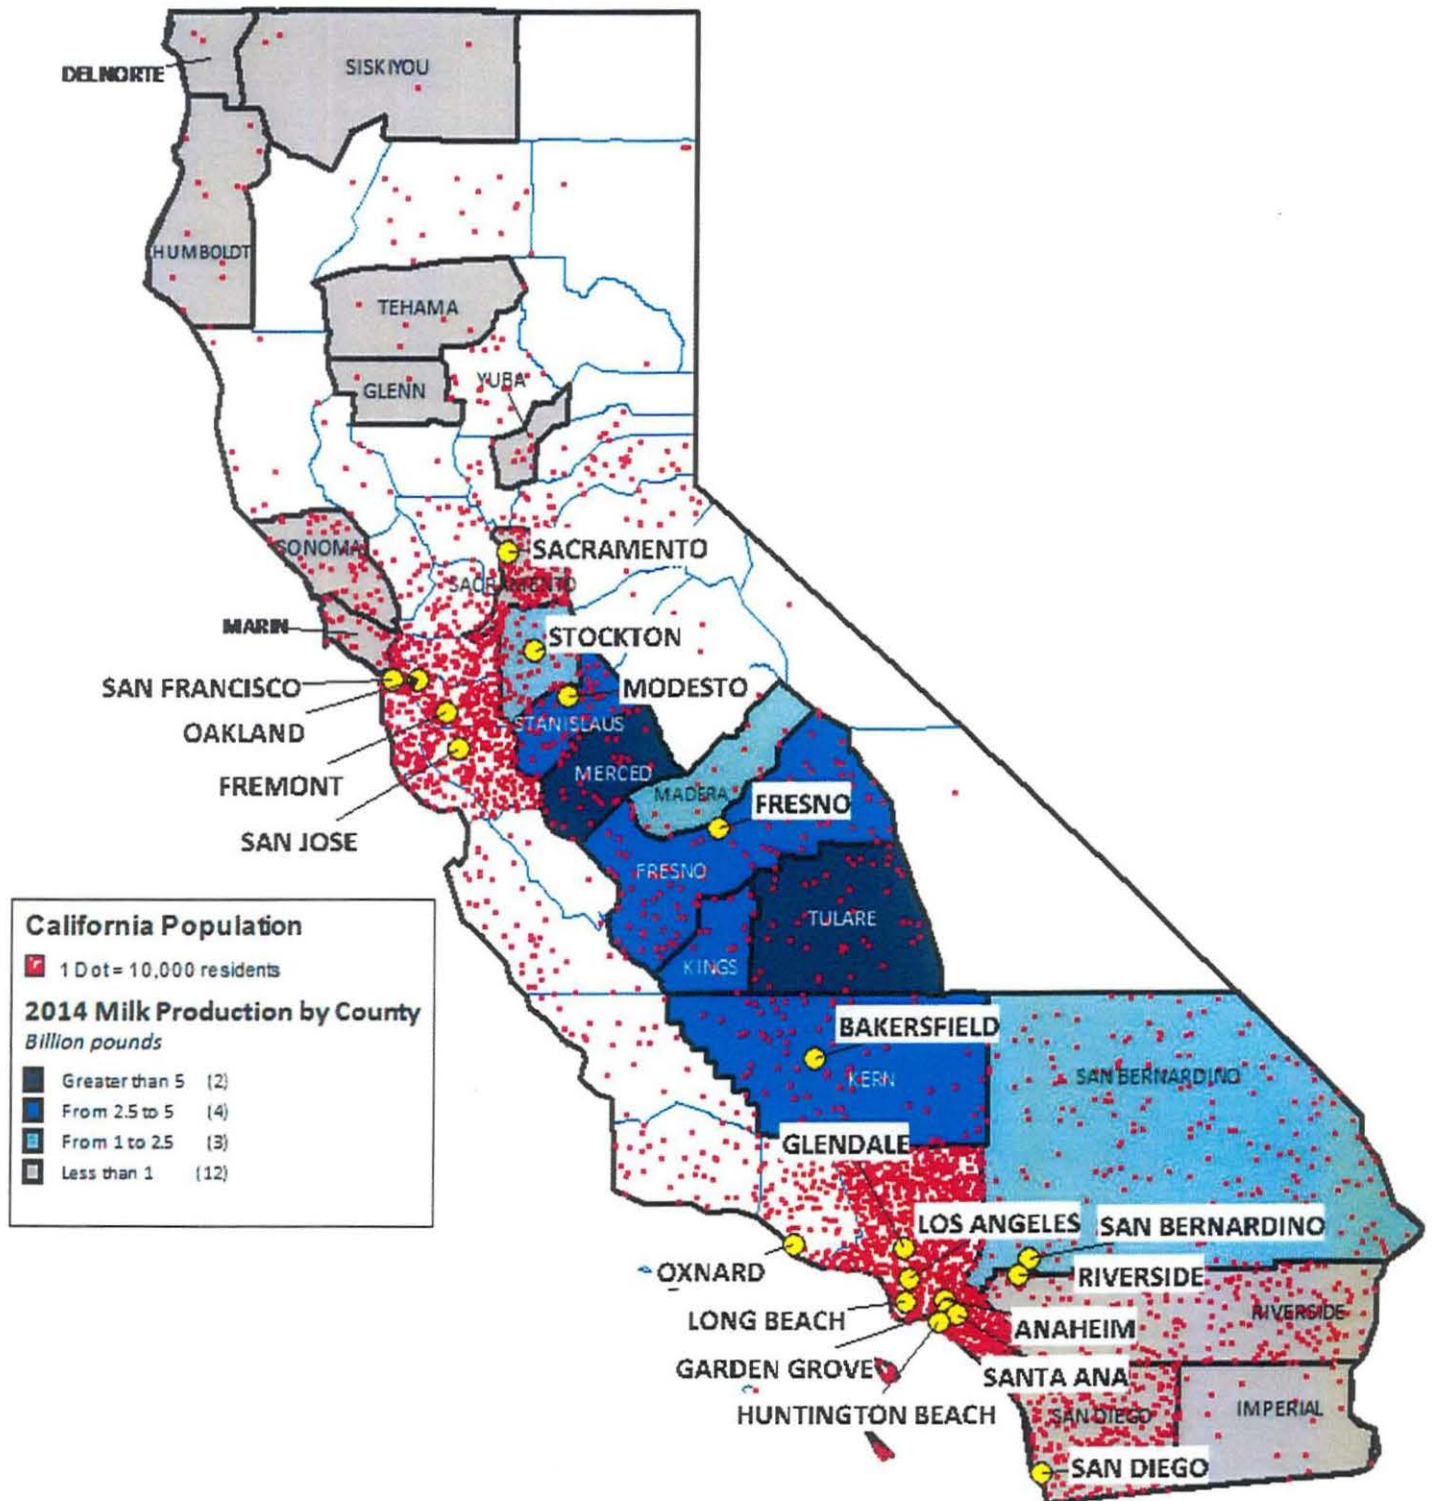 DELNORTE
SISKIYOU
HUMBOLDT
TEHAMA
GLENN
YUBA
SONOMA
SACRAMENTO
SACRAMENTO
MARIN
STOCKTON
SAN FRANCISCO
MODESTO
OAKLAND
STANISLAUS
FREMONT
MERCED
MADERA
FRESNO
SAN JOSE
FRESNO
TULARE
KINGS
California Population
1 Dot = 10,000 residents
2014 Milk Production by County
Billion pounds
Greater than 5 (2)
From 2.5 to 5 (4)
From 1 to 2.5 (3)
Less than 1 (12)
BAKERSFIELD
KERN
SAN BERNARDINO
GLENDALE
LOS ANGELES
SAN BERNARDINO
OXNARD
RIVERSIDE
LONG BEACH
RIVERSIDE
ANAHEIM
GARDEN GROVE
SANTA ANA
HUNTINGTON BEACH
SAN DIEGO
IMPERIAL
SAN DIEGO